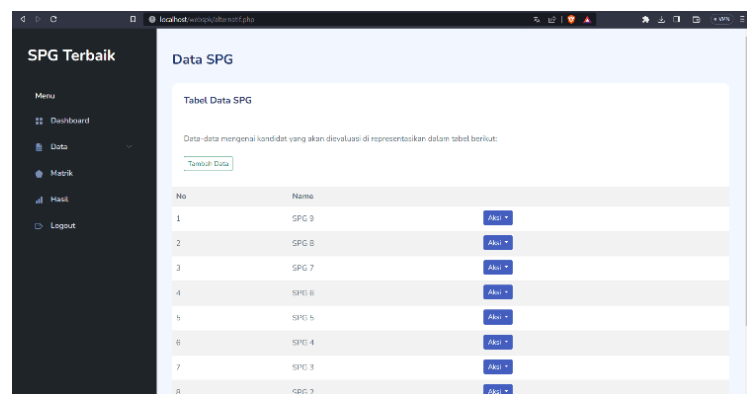 localhost/webspk/alternatif.php
VPN
SPG Terbaik
Menu
Dashboard
Data
Matrik
Hasil
Logout
Data SPG
Tabel Data SPG
Data-data mengenai kandidat yang akan dievaluasi di representasikan dalam tabel berikut:
Tambah Data
No Name
1 SPG 9 Aksi
2 SPG 8 Aksi
3 SPG 7 Aksi
4 SPG 6 Aksi
5 SPG 5 Aksi
6 SPG 4 Aksi
7 SPG 3 Aksi
8 SPG 2 Aksi